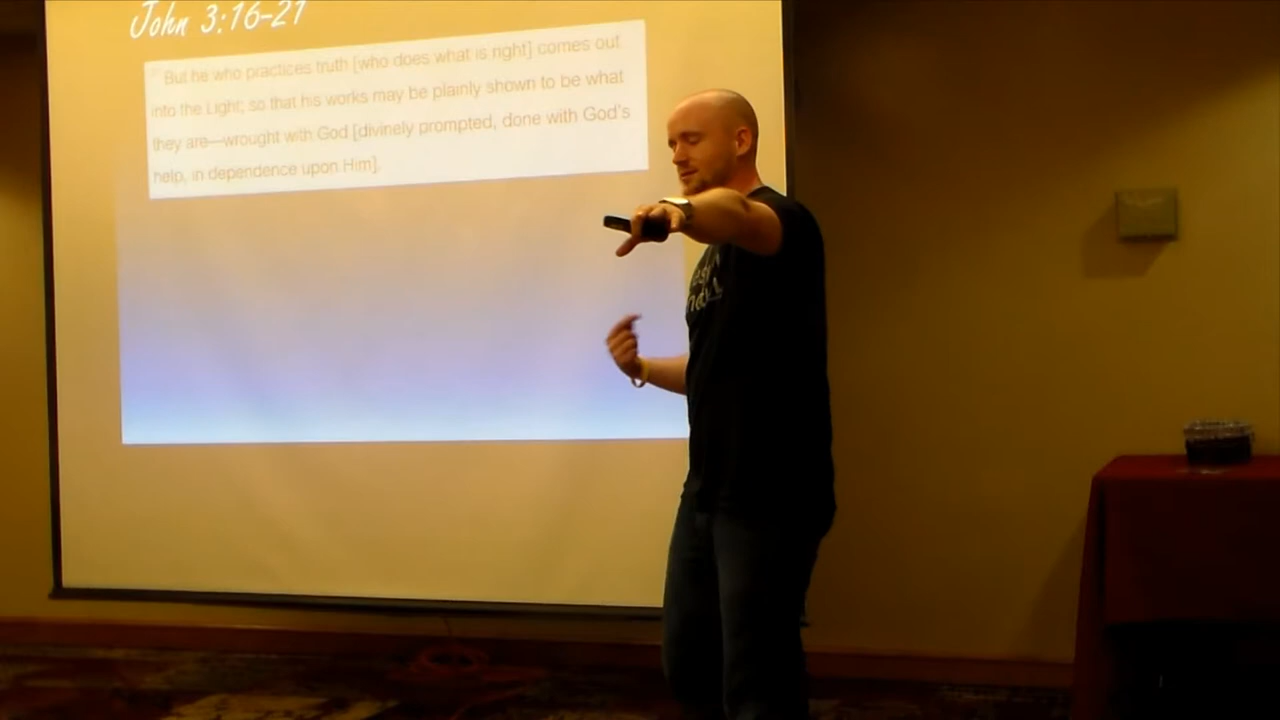 John 3:16-21
But he who practices truth [who does what is right] comes out
into the Light; so that his works may be plainly shown to be what
they are—wrought with God [divinely prompted, done with God's
help, in dependence upon Him].